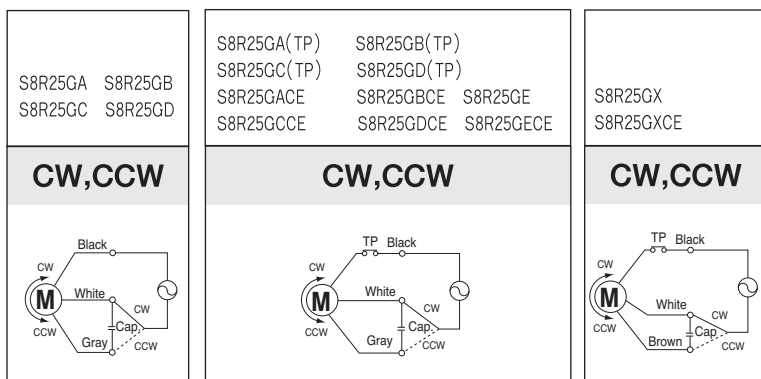 S8R25GA S8R25GB
S8R25GC S8R25GD
CW,CCW
Black
CW
White
CW
M
Cap.
CCW
Gray
CCW
S8R25GA(TP) S8R25GB(TP)
S8R25GC(TP) S8R25GD(TP)
S8R25GACE S8R25GBCE S8R25GE
S8R25GCCE S8R25GDCE S8R25GECE
CW,CCW
TP Black
CW
White
CW
M
Cap.
CCW
Gray
CCW
S8R25GX
S8R25GXCE
CW,CCW
TP Black
CW
M
White
CW
CCW
Cap.
Brown
CCW